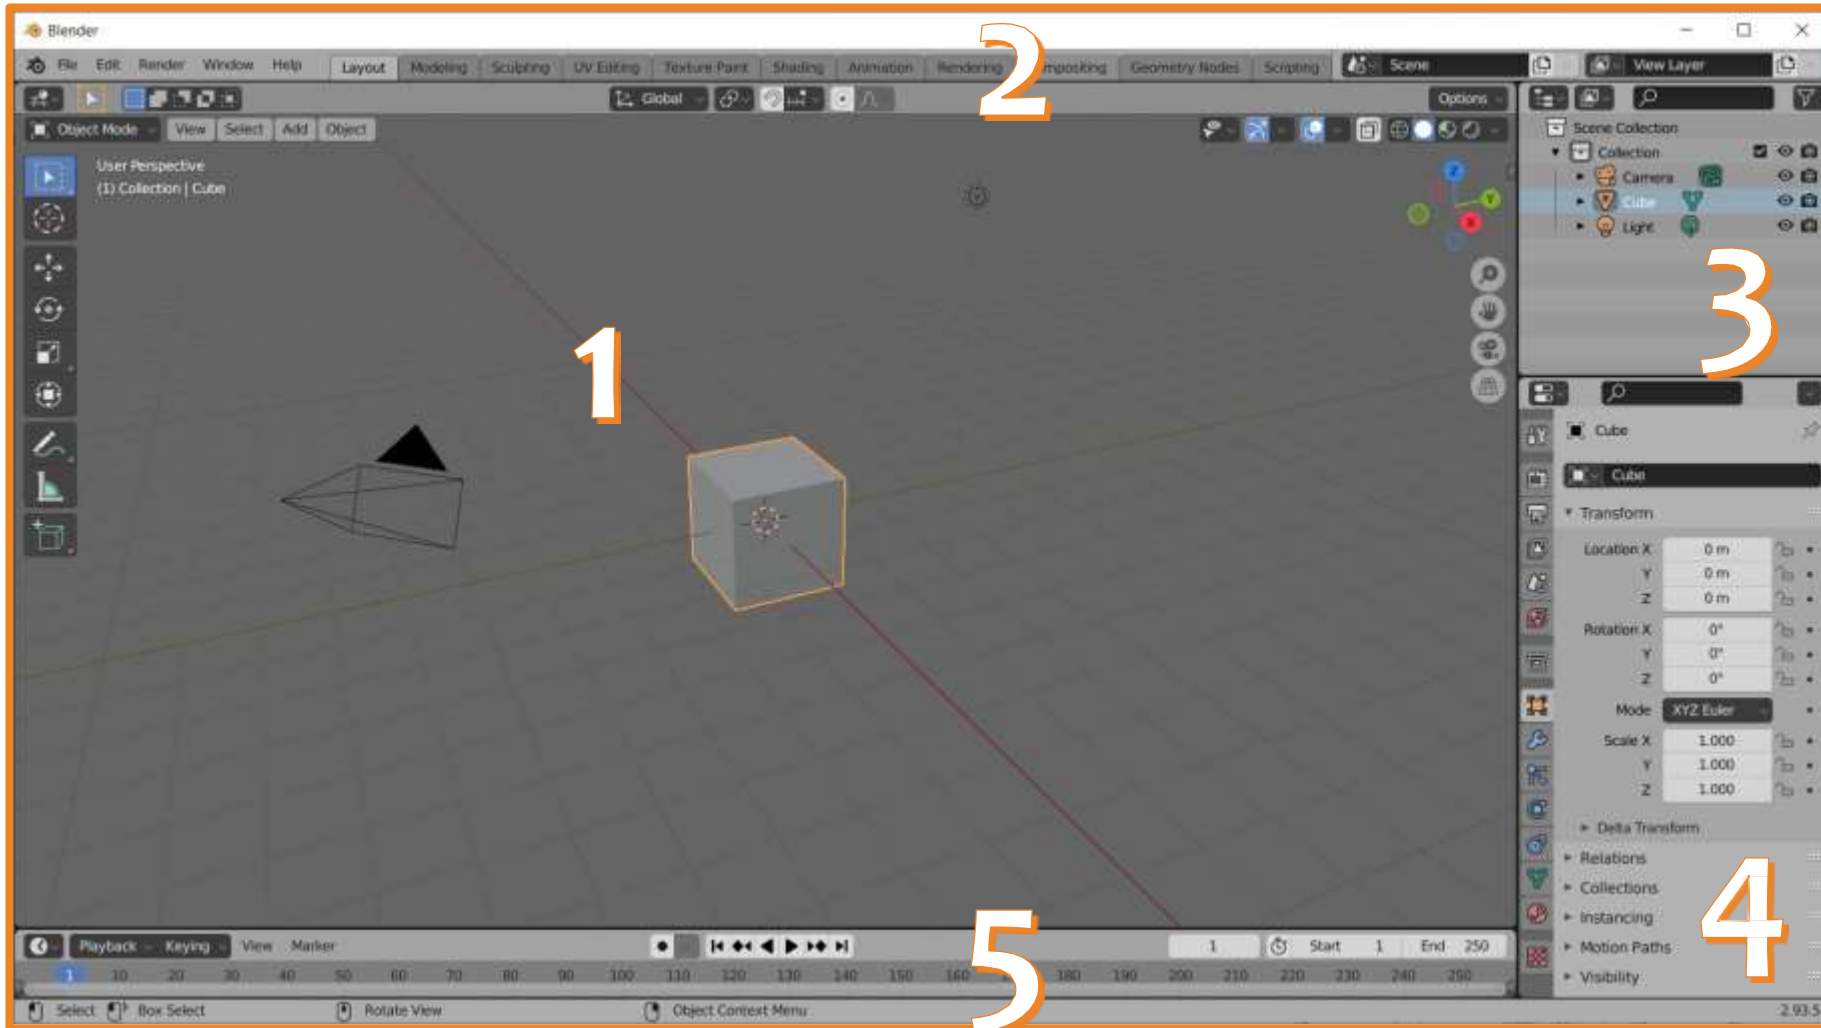 Blender
File Edit Render Window Help Layout Modeling Sculpting UV Editing Texture Paint Shading Animation Rendering mpositing Geometry Nodes Scripting Scene View Layer
2
Global Options
Object Mode View Select Add Object
User Perspective
(1) Collection | Cube
Z
Y
X
Scene Collection
Collection
Camera
Cube
Light
3
1
Cube
Cube
Transform
Location X 0 m
Y 0 m
Z 0 m
Rotation X 0°
Y 0°
Z 0°
Mode XYZ Euler
Scale X 1.000
Y 1.000
Z 1.000
Delta Transform
Relations
Collections
Instancing
Motion Paths
Visibility
4
5
Playback Keying View Marker 1 Start 1 End 250
1 10 20 30 40 50 60 70 80 90 100 110 120 130 140 150 160 180 190 200 210 220 230 240 250
Select Box Select Rotate View Object Context Menu 2.93.5